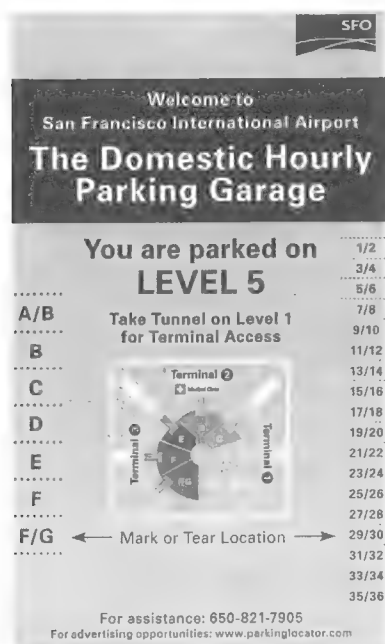 SFO
Welcome to
San Francisco International Airport
The Domestic Hourly
Parking Garage
You are parked on
LEVEL 5
Take Tunnel on Level 1
for Terminal Access
A/B
B
C
D
E
F
F/G
Terminal 2
Medical Clinic
Terminal 3
Terminal 1
E
F
F/G
Mark or Tear Location
1/2
3/4
5/6
7/8
9/10
11/12
13/14
15/16
17/18
19/20
21/22
23/24
25/26
27/28
29/30
31/32
33/34
35/36
For assistance: 650-821-7905
For advertising opportunities: www.parkinglocator.com